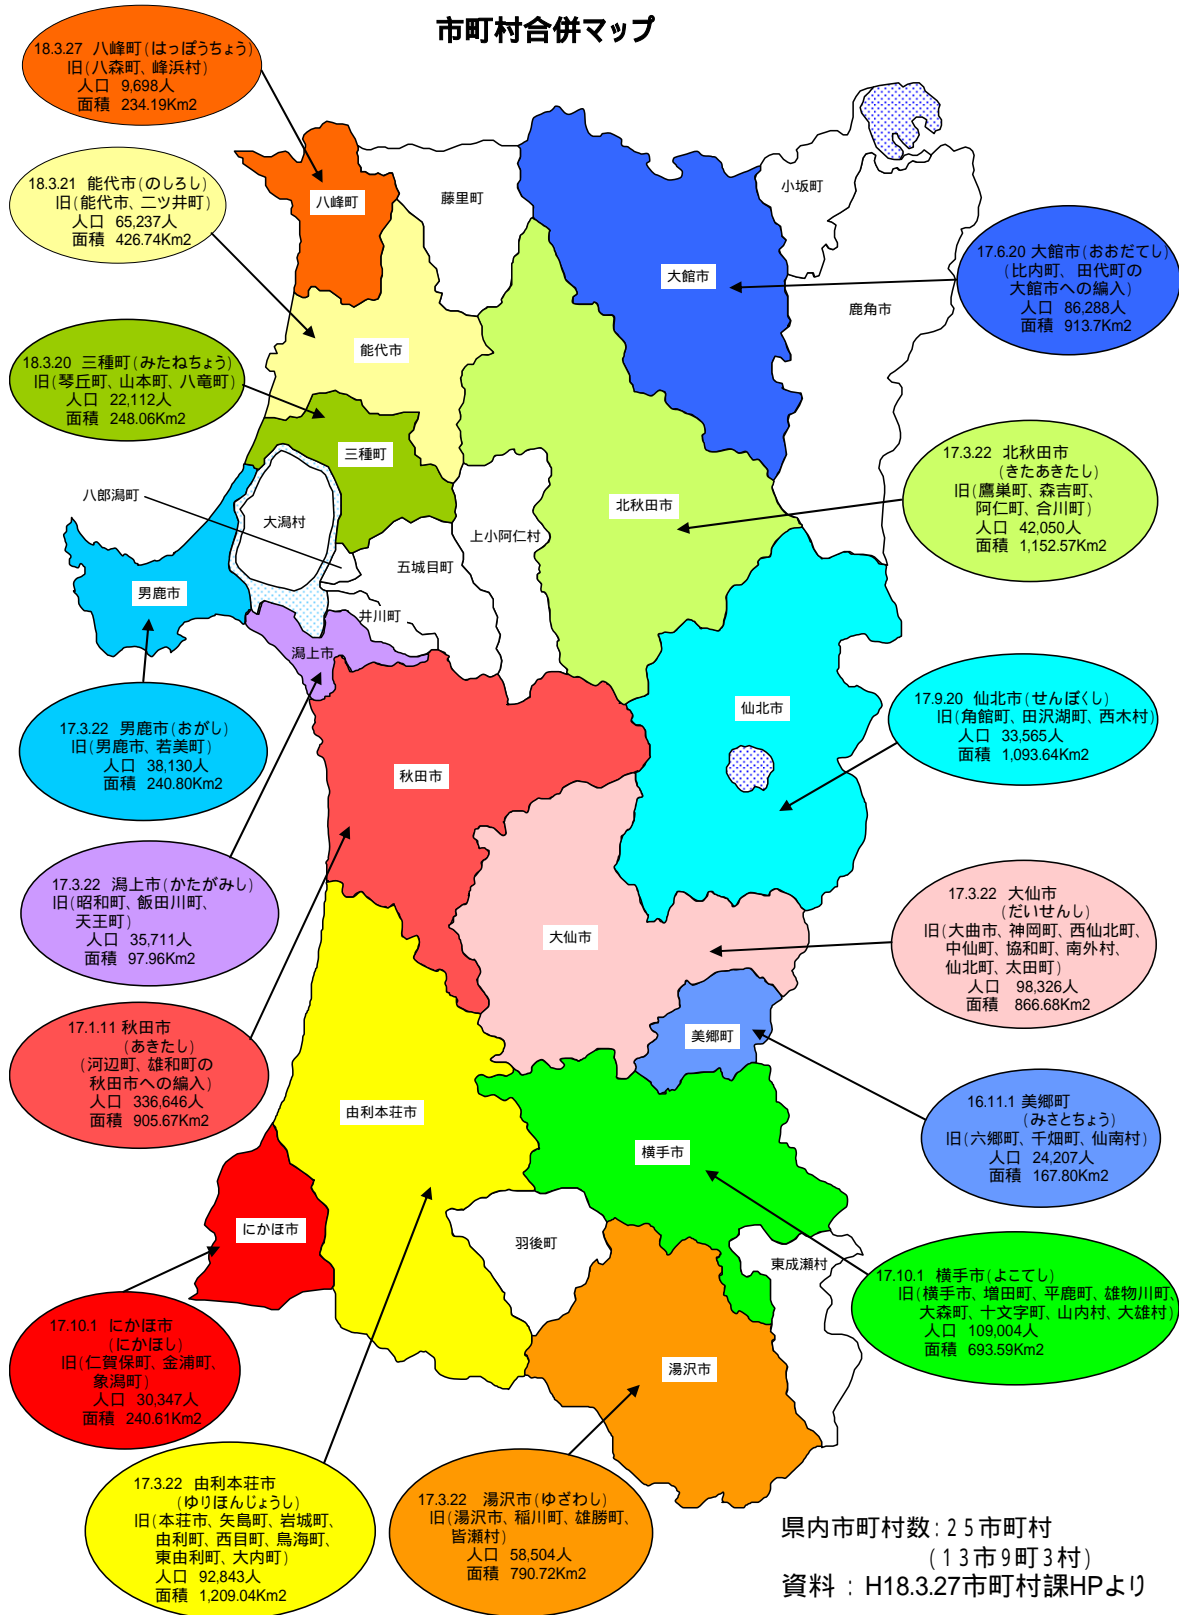 市町村合併マップ
18.3.27 八峰町(はっぽうちょう)
旧(八森町、峰浜村)
人口 9,698人
面積 234.19Km2
18.3.21 能代市(のしろし)
旧(能代市、二ツ井町)
人口 65,237人
面積 426.74Km2
18.3.20 三種町(みたねちょう)
旧(琴丘町、山本町、八竜町)
人口 22,112人
面積 248.06Km2
17.6.20 大館市(おおだてし)
(比内町、田代町の
大館市への編入)
人口 86,288人
面積 913.7Km2
17.3.22 北秋田市
(きたあきたし)
旧(鷹巣町、森吉町、
阿仁町、合川町)
人口 42,050人
面積 1,152.57Km2
八峰町
藤里町
小坂町
大館市
鹿角市
能代市
三種町
八郎潟町
大潟村
北秋田市
上小阿仁村
五城目町
男鹿市
井川町
潟上市
仙北市
秋田市
大仙市
美郷町
由利本荘市
横手市
にかほ市
羽後町
東成瀬村
湯沢市
17.3.22 男鹿市(おがし)
旧(男鹿市、若美町)
人口 38,130人
面積 240.80Km2
17.9.20 仙北市(せんぼくし)
旧(角館町、田沢湖町、西木村)
人口 33,565人
面積 1,093.64Km2
17.3.22 潟上市(かたがみし)
旧(昭和町、飯田川町、
天王町)
人口 35,711人
面積 97.96Km2
17.3.22 大仙市
(だいせんし)
旧(大曲市、神岡町、西仙北町、
中仙町、協和町、南外村、
仙北町、太田町)
人口 98,326人
面積 866.68Km2
17.1.11 秋田市
(あきたし)
(河辺町、雄和町の
秋田市への編入)
人口 336,646人
面積 905.67Km2
16.11.1 美郷町
(みさとちょう)
旧(六郷町、千畑町、仙南村)
人口 24,207人
面積 167.80Km2
17.10.1 にかほ市
(にかほし)
旧(仁賀保町、金浦町、
象潟町)
人口 30,347人
面積 240.61Km2
17.10.1 横手市(よこてし)
旧(横手市、増田町、平鹿町、雄物川町、
大森町、十文字町、山内村、大雄村)
人口 109,004人
面積 693.59Km2
17.3.22 由利本荘市
(ゆりほんじょうし)
旧(本荘市、矢島町、岩城町、
由利町、西目町、鳥海町、
東由利町、大内町)
人口 92,843人
面積 1,209.04Km2
17.3.22 湯沢市(ゆざわし)
旧(湯沢市、稲川町、雄勝町、
皆瀬村)
人口 58,504人
面積 790.72Km2
県内市町村数:25市町村
(13市9町3村)
資料 : H18.3.27市町村課HPより